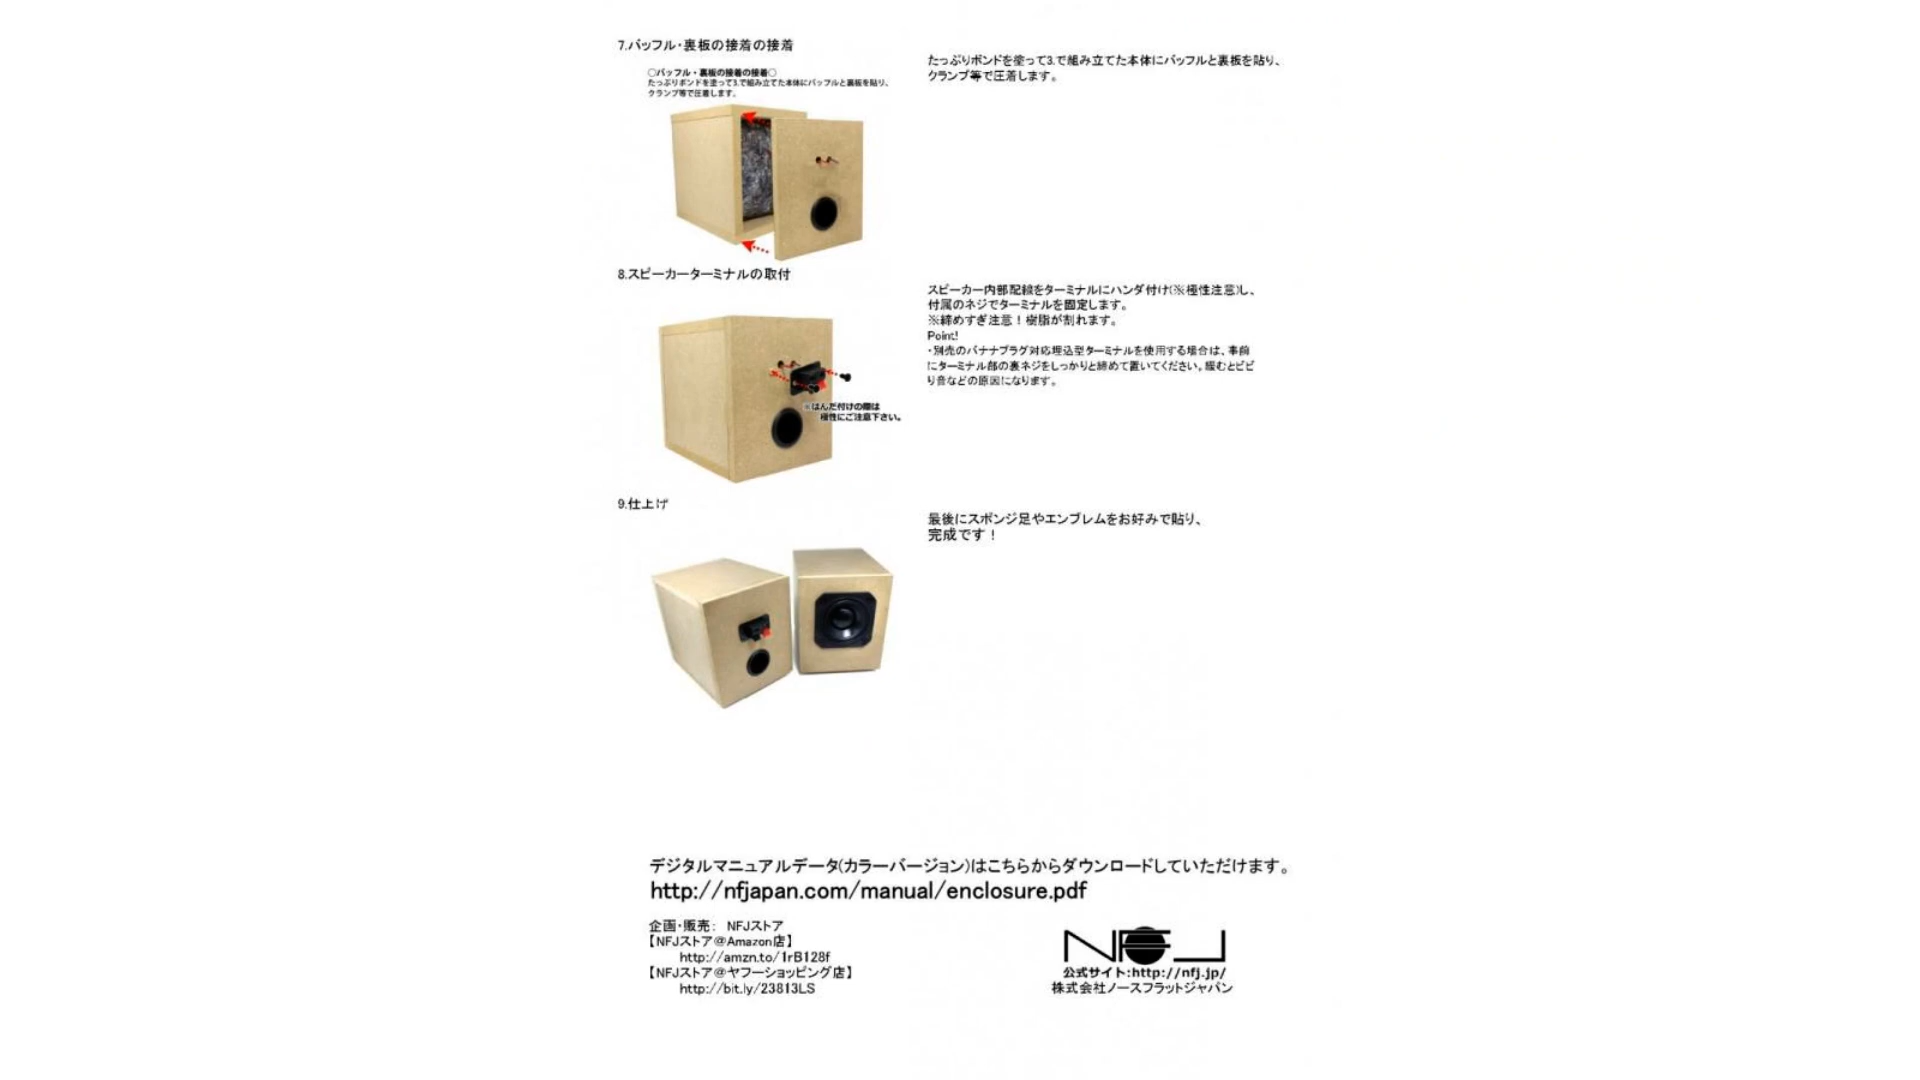 7.バッフル・裏板の接着の接着
○バッフル・裏板の接着の接着○
たっぷりボンドを塗って3.で組み立てた本体にバッフルと裏板を貼り、
クランプ等で圧着します。
たっぷりボンドを塗って3.で組み立てた本体にバッフルと裏板を貼り、
クランプ等で圧着します。
8.スピーカーターミナルの取付
※はんだ付けの際は
極性にご注意下さい。
スピーカー内部配線をターミナルにハンダ付け(※極性注意)し、
付属のネジでターミナルを固定します。
※締めすぎ注意！樹脂が割れます。
Point!
・別売のバナナプラグ対応埋込型ターミナルを使用する場合は、事前
にターミナル部の裏ネジをしっかりと締めて置いてください。緩むとビビ
り音などの原因になります。
9.仕上げ
最後にスポンジ足やエンブレムをお好みで貼り、
完成です！
デジタルマニュアルデータ(カラーバージョン)はこちらからダウンロードしていただけます。
http://nfjapan.com/manual/enclosure.pdf
企画・販売： NFJストア
【NFJストア@Amazon店】
http://amzn.to/1rB128f
【NFJストア@ヤフーショッピング店】
http://bit.ly/23813LS
NFJ
公式サイト:http://nfj.jp/
株式会社ノースフラットジャパン